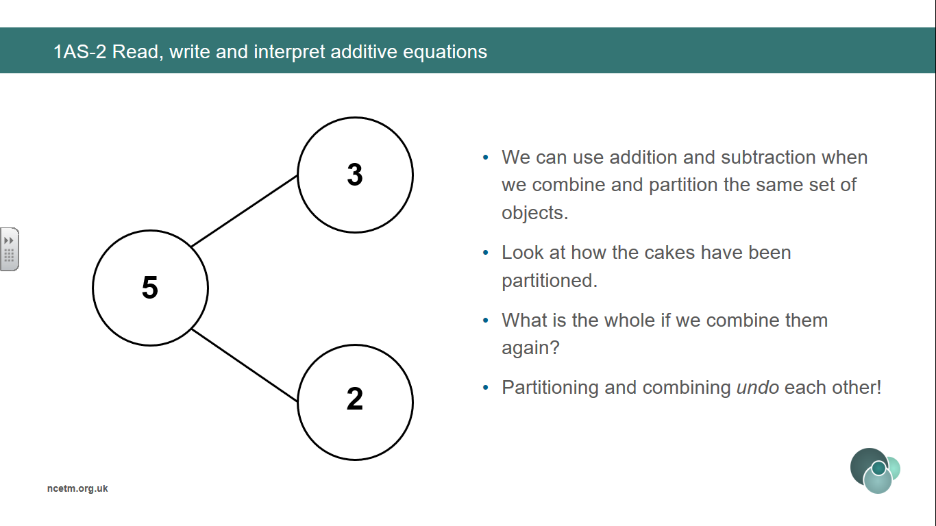 1AS-2 Read, write and interpret additive equations
3
5
2
• We can use addition and subtraction when
we combine and partition the same set of
objects.
• Look at how the cakes have been
partitioned.
• What is the whole if we combine them
again?
• Partitioning and combining undo each other!
ncetm.org.uk